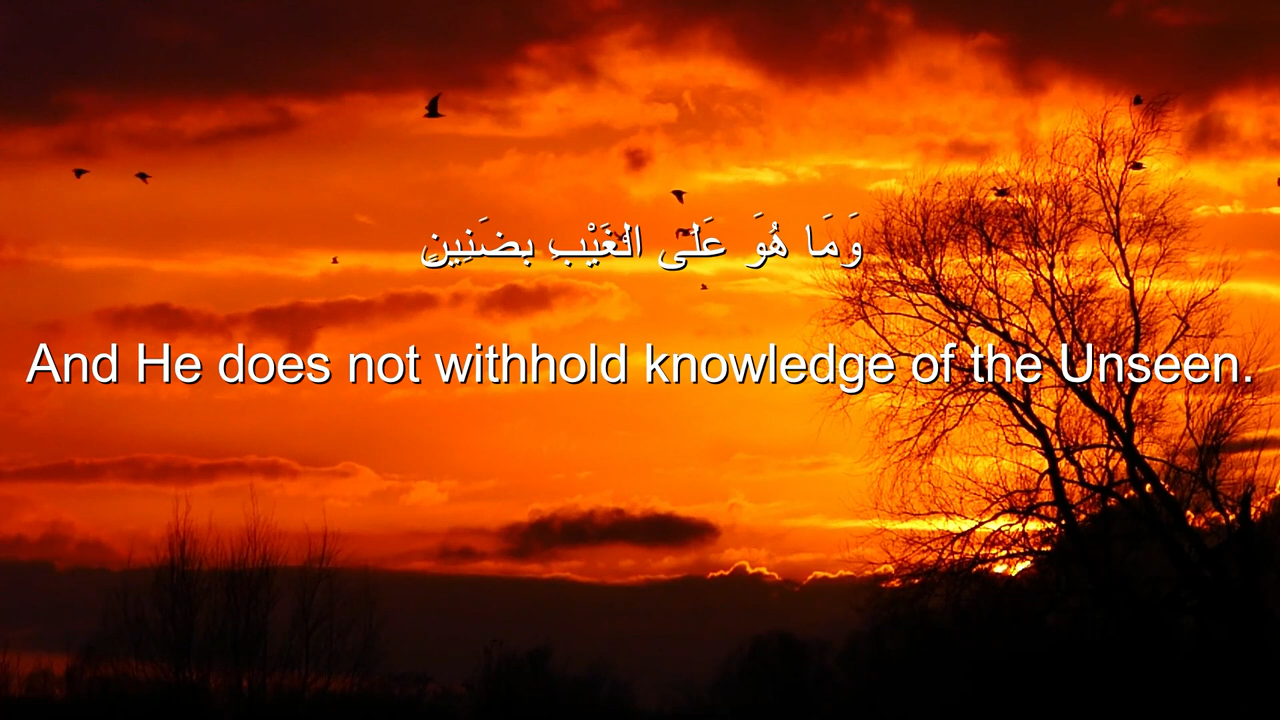 وَمَا هُوَ عَلَى الْغَيْبِ بِضَنِينٍ
And He does not withhold knowledge of the Unseen.